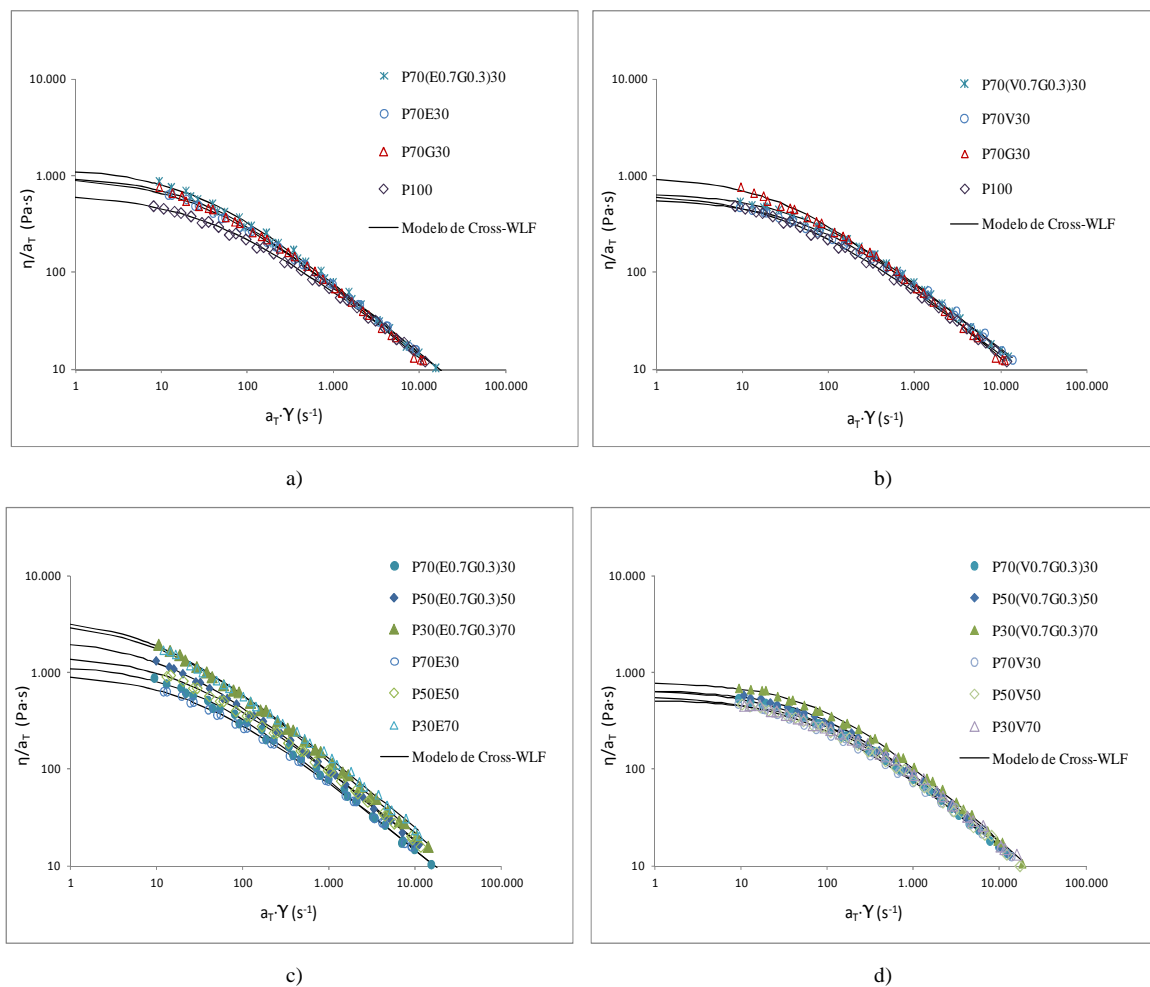 10.000
1.000
100
10
η/aT (Pa·s)
1 10 100 1.000 10.000 100.000
aT·Υ (s-1)
P70(E0.7G0.3)30
P70E30
P70G30
P100
Modelo de Cross-WLF
a)
10.000
1.000
100
10
η/aT (Pa·s)
1 10 100 1.000 10.000 100.000
aT·Υ (s-1)
P70(V0.7G0.3)30
P70V30
P70G30
P100
Modelo de Cross-WLF
b)
10.000
1.000
100
10
η/aT (Pa·s)
1 10 100 1.000 10.000 100.000
aT·Υ (s-1)
P70(E0.7G0.3)30
P50(E0.7G0.3)50
P30(E0.7G0.3)70
P70E30
P50E50
P30E70
Modelo de Cross-WLF
c)
10.000
1.000
100
10
η/aT (Pa·s)
1 10 100 1.000 10.000 100.000
aT·Υ (s-1)
P70(V0.7G0.3)30
P50(V0.7G0.3)50
P30(V0.7G0.3)70
P70V30
P50V50
P30V70
Modelo de Cross-WLF
d)